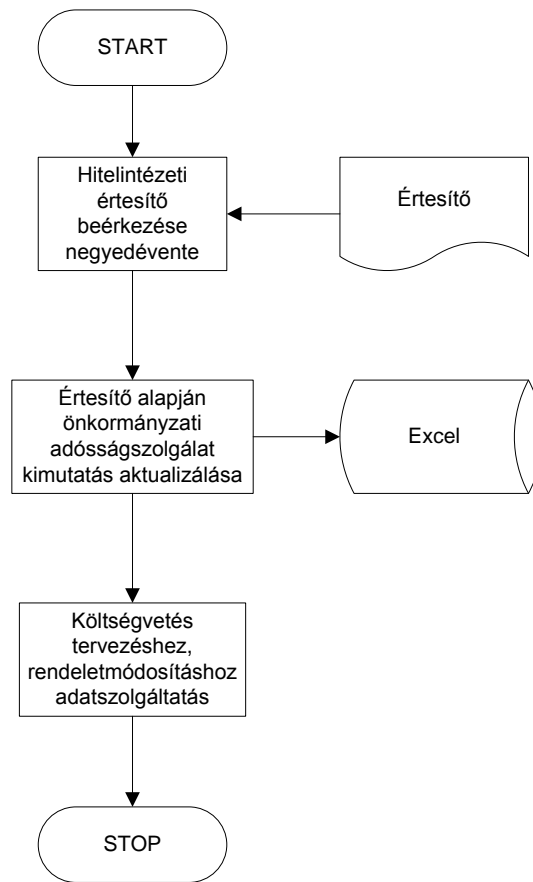 START
Hitelintézeti
értesítő
beérkezése
negyedévente
Értesítő
Értesítő alapján
önkormányzati
adósságszolgálat
kimutatás aktualizálása
Excel
Költségvetés
tervezéshez,
rendeletmódosításhoz
adatszolgáltatás
STOP